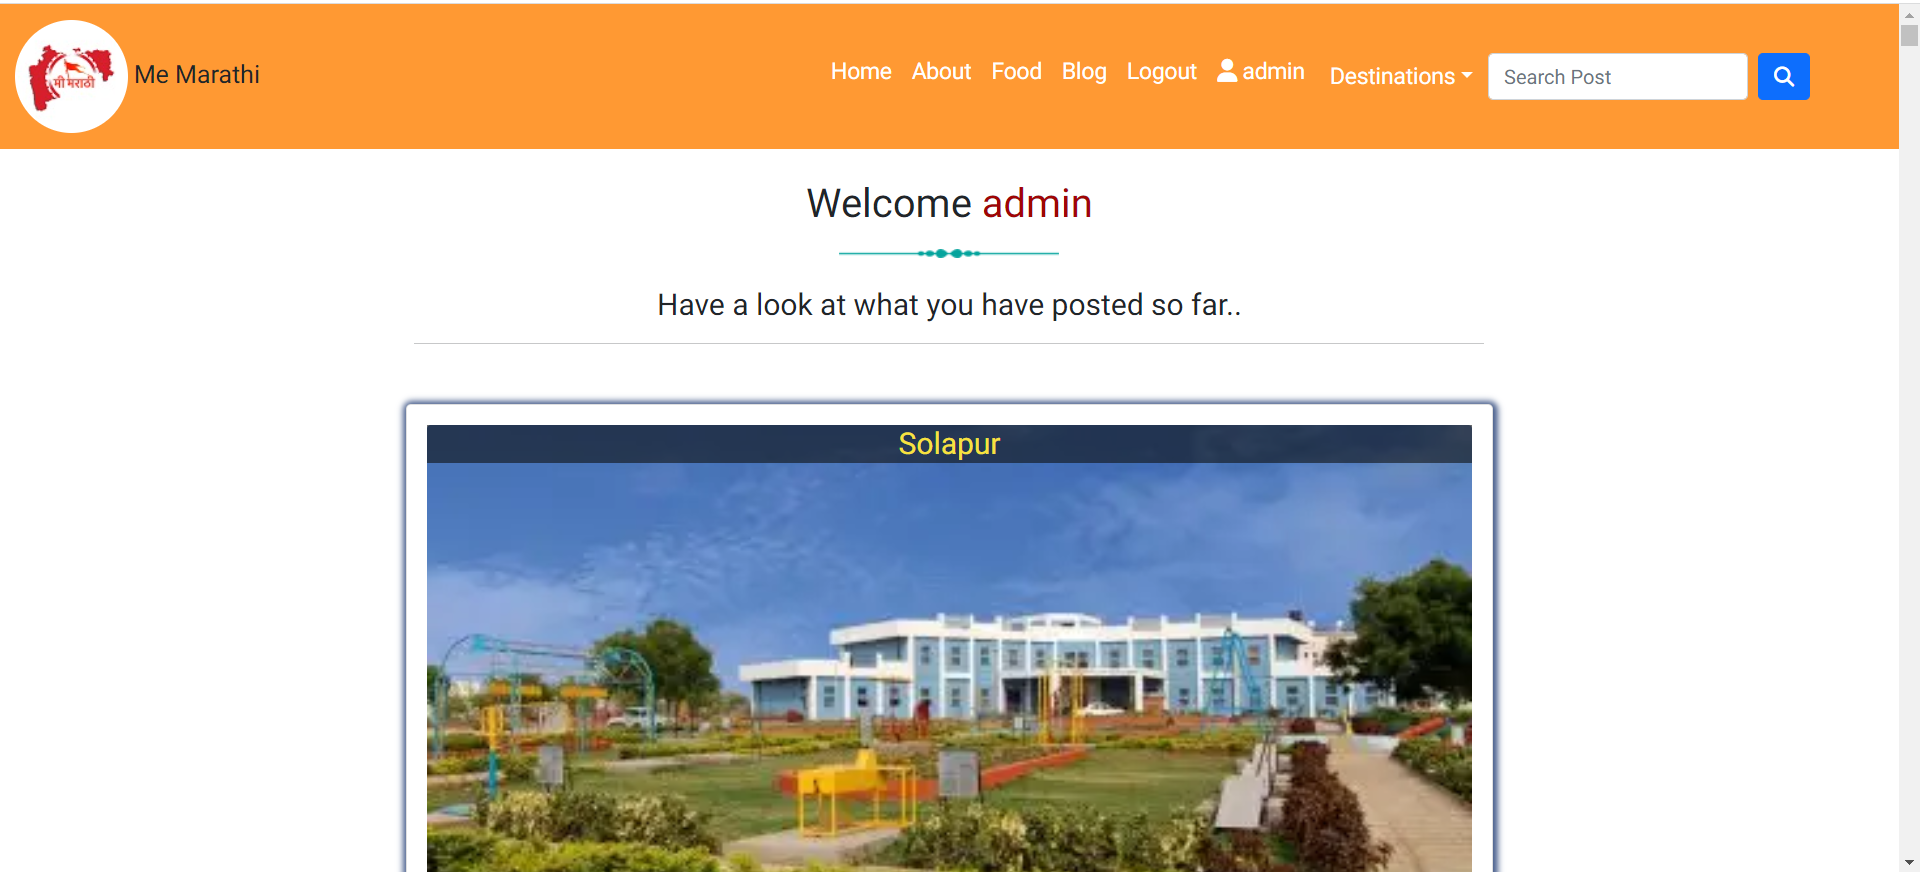 मी मराठी
Me Marathi
Home About Food Blog Logout admin Destinations Search Post
Welcome admin
Have a look at what you have posted so far..
Solapur